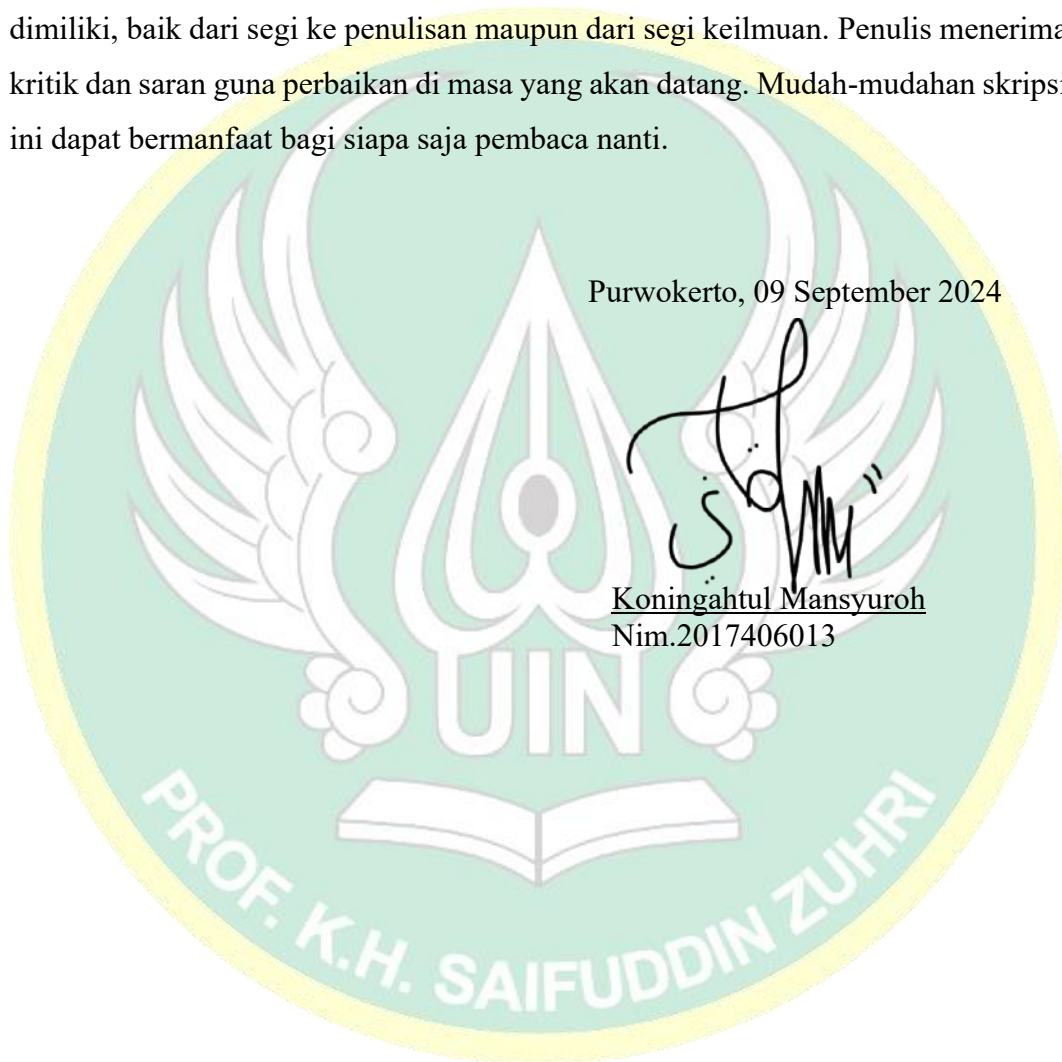 dimiliki, baik dari segi ke penulisan maupun dari segi keilmuan. Penulis menerima
kritik dan saran guna perbaikan di masa yang akan datang. Mudah-mudahan skripsi
ini dapat bermanfaat bagi siapa saja pembaca nanti.
Purwokerto, 09 September 2024
Koningahtul Mansyuroh
Nim.2017406013
UIN
PROF. K.H. SAIFUDDIN ZUHRI